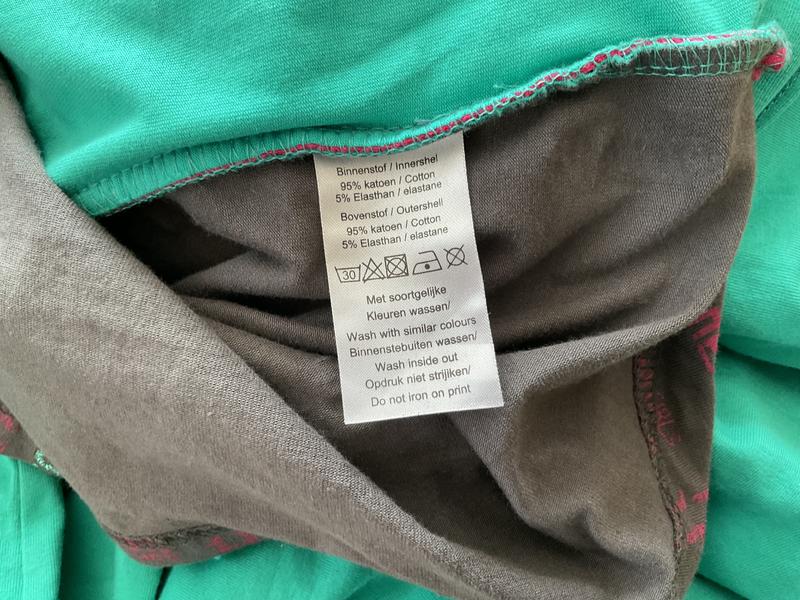 Binnenstof / Innershel
95% katoen / Cotton
5% Elasthan / elastane
Bovenstof / Outershell
95% katoen / Cotton
5% Elasthan / elastane
30
Met soortgelijke
Kleuren wassen/
Wash with similar colours
Binnenstebuiten wassen/
Wash inside out
Opdruk niet strijken/
Do not iron on print